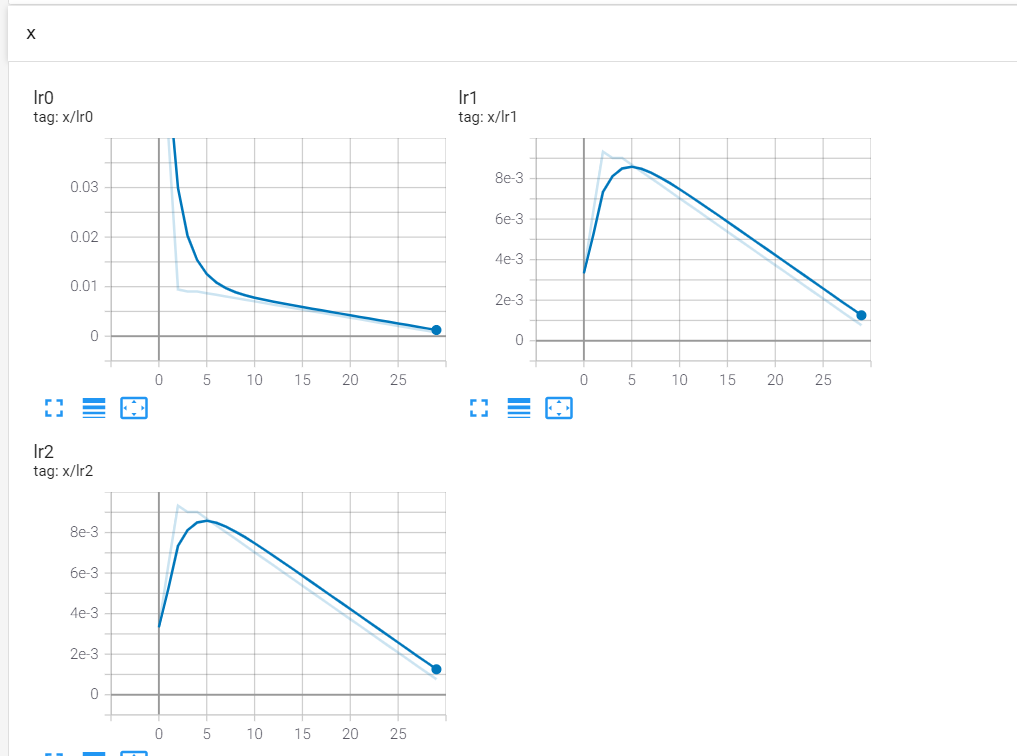 x
lr0
tag: x/lr0
0.03
0.02
0.01
0
0 5 10 15 20 25
lr1
tag: x/lr1
8e-3
6e-3
4e-3
2e-3
0
0 5 10 15 20 25
lr2
tag: x/lr2
8e-3
6e-3
4e-3
2e-3
0
0 5 10 15 20 25